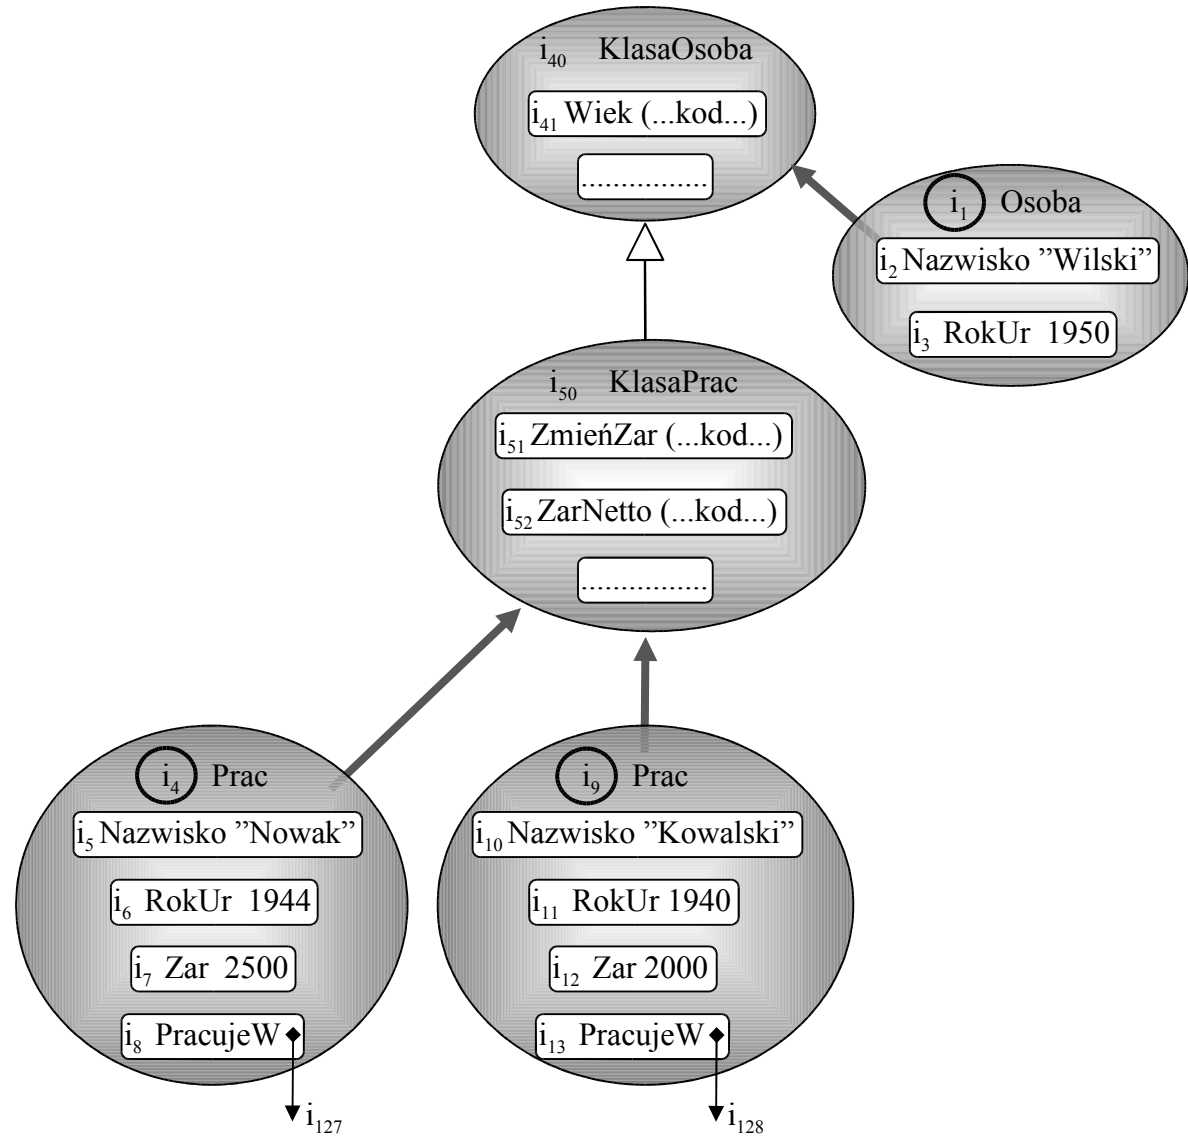 i40 KlasaOsoba
i41 Wiek (...kod...)
...............
i1 Osoba
i2 Nazwisko ”Wilski”
i3 RokUr 1950
i50 KlasaPrac
i51 ZmieńZar (...kod...)
i52 ZarNetto (...kod...)
...............
i4 Prac
i5 Nazwisko ”Nowak”
i6 RokUr 1944
i7 Zar 2500
i8 PracujeW
i127
i9 Prac
i10 Nazwisko ”Kowalski”
i11 RokUr 1940
i12 Zar 2000
i13 PracujeW
i128